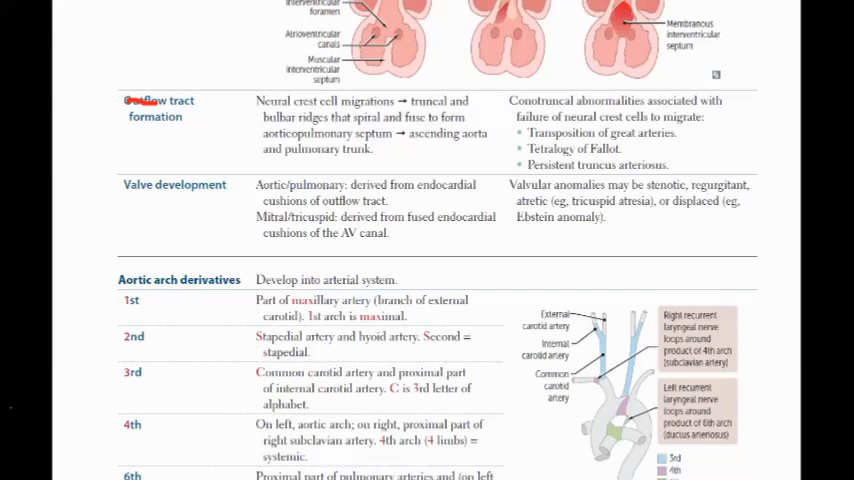 Interventricular
foramen
Atrioventricular
canals
Muscular
interventricular
septum
Membranous
interventricular
septum
Outflow tract
formation
Neural crest cell migrations → truncal and
bulbar ridges that spiral and fuse to form
aorticopulmonary septum → ascending aorta
and pulmonary trunk.
Conotruncal abnormalities associated with
failure of neural crest cells to migrate:
▪ Transposition of great arteries.
▪ Tetralogy of Fallot.
▪ Persistent truncus arteriosus.
Valve development
Aortic/pulmonary: derived from endocardial
cushions of outflow tract.
Mitral/tricuspid: derived from fused endocardial
cushions of the AV canal.
Valvular anomalies may be stenotic, regurgitant,
atretic (eg, tricuspid atresia), or displaced (eg,
Ebstein anomaly).
Aortic arch derivatives
Develop into arterial system.
1st
Part of maxillary artery (branch of external
carotid). 1st arch is maximal.
2nd
Stapedial artery and hyoid artery. Second =
stapedial.
3rd
Common carotid artery and proximal part
of internal carotid artery. C is 3rd letter of
alphabet.
4th
On left, aortic arch; on right, proximal part of
right subclavian artery. 4th arch (4 limbs) =
systemic.
6th
Proximal part of pulmonary arteries and (on left
External
carotid artery
Internal
carotid artery
Common
carotid
artery
Right recurrent
laryngeal nerve
loops around
product of 4th arch
(subclavian artery)
Left recurrent
laryngeal nerve
loops around
product of 6th arch
(ductus arteriosus)
3rd
4th